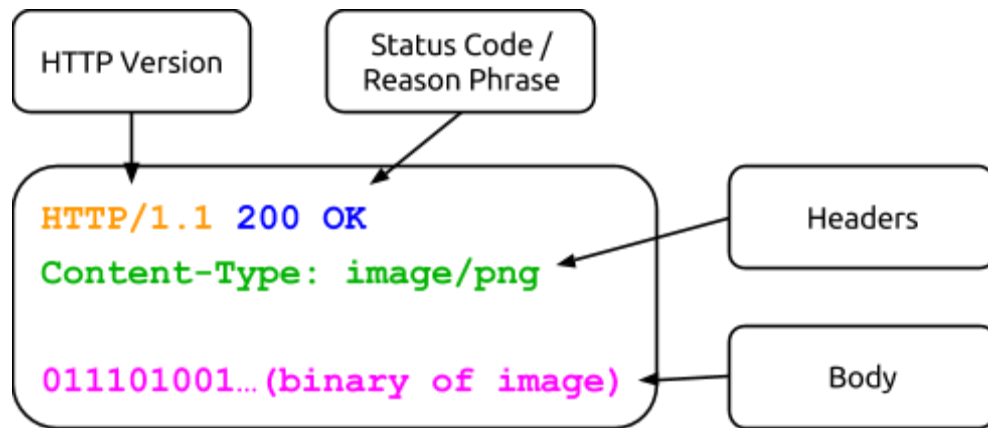 HTTP Version
Status Code /
Reason Phrase
HTTP/1.1 200 OK
Content-Type: image/png
Headers
011101001…(binary of image)
Body